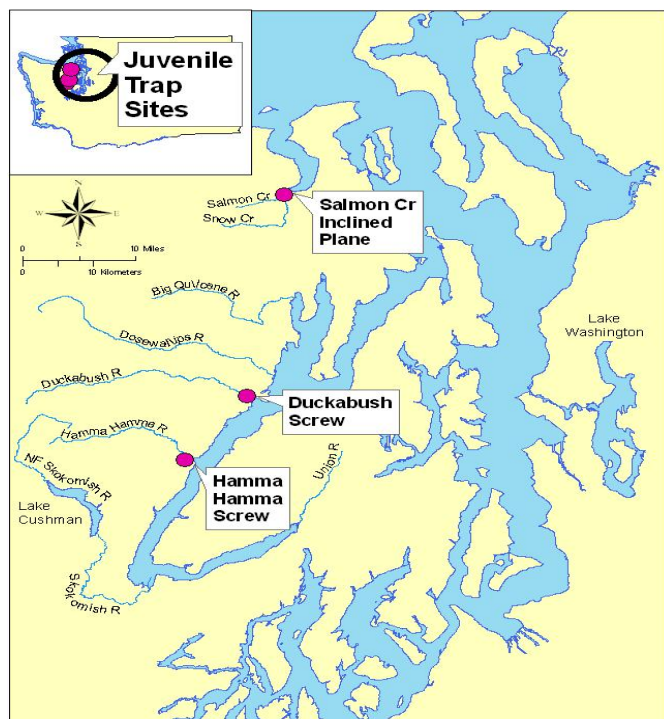 Juvenile
Trap
Sites
N
W
E
S
10 Miles
0
10 Kilometers
0
Salmon Cr
Snow Cr
Salmon Cr
Inclined
Plane
Big Quilcene R
Dosewallips R
Duckabush R
Duckabush
Screw
Hamma Hamma R
Hamma
Hamma
Screw
Union R
NF Skokomish R
Lake
Cushman
Skokomish R
Lake
Washington